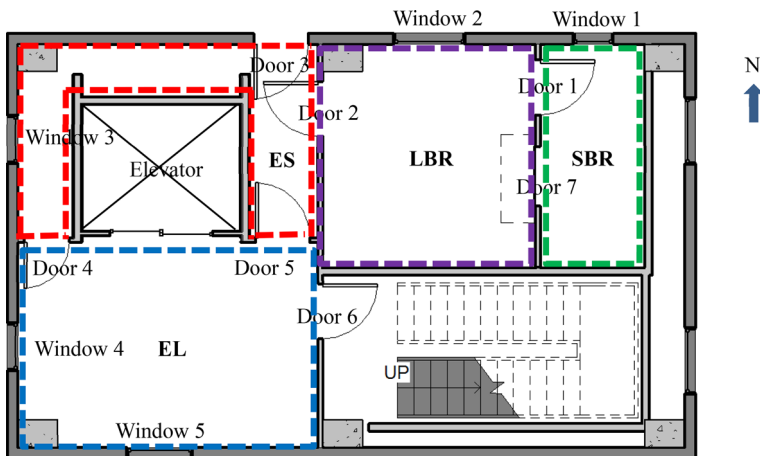 Window 2
Window 1
N
Door 3
Door 1
Door 2
Window 3
Elevator
ES
LBR
SBR
Door 7
Door 4
Door 5
Door 6
Window 4
EL
UP
Window 5